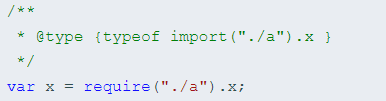 /**
 * @type {typeof import("./a").x }
 */
var x = require("./a").x;